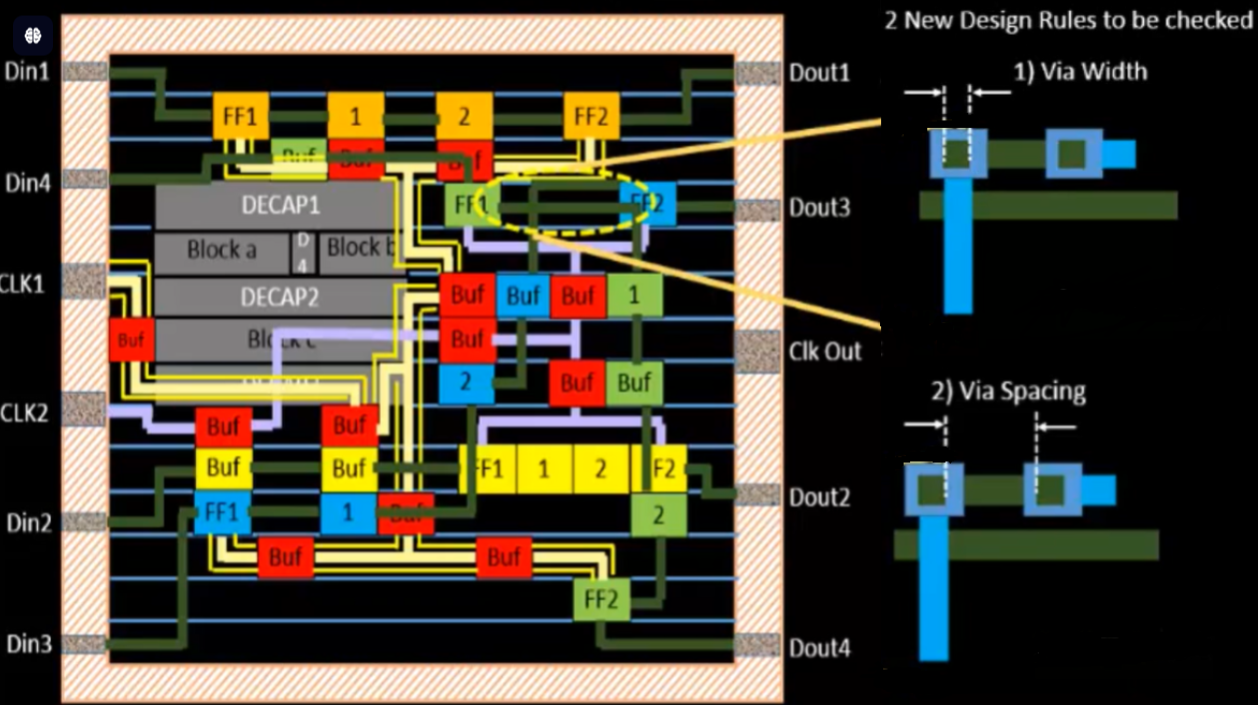 2 New Design Rules to be checked
1) Via Width
Din1
Dout1
FF1
1
2
FF2
Buf
Buf
Buf
Din4
DECAP1
FF1
FF2
Dout3
Block a
D
4
Block b
CLK1
DECAP2
Buf
Buf
Buf
1
Buf
Block c
Buf
Clk Out
2
Buf
Buf
2) Via Spacing
CLK2
Buf
Buf
Buf
Buf
FF1
1
2
F2
Dout2
FF1
1
Buf
2
Din2
Buf
Buf
FF2
Din3
Dout4